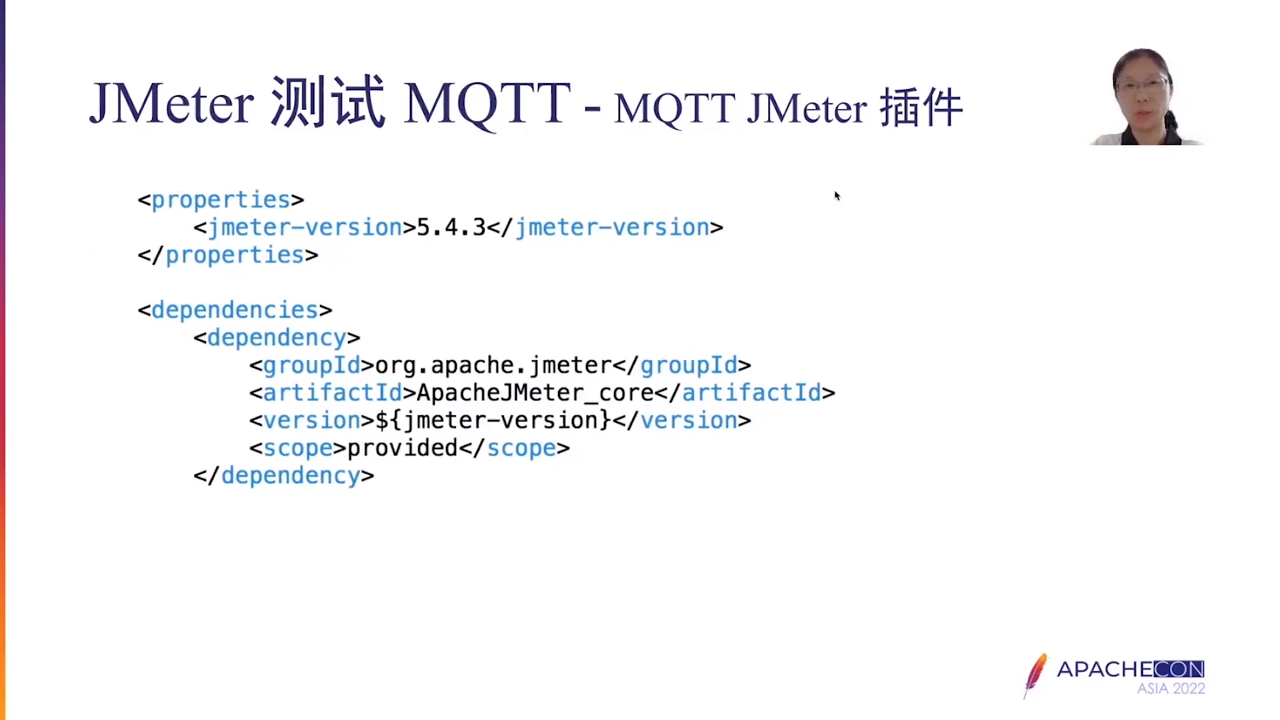 JMeter 测试 MQTT - MQTT JMeter 插件
<properties>
<jmeter-version>5.4.3</jmeter-version>
</properties>
<dependencies>
<dependency>
<groupId>org.apache.jmeter</groupId>
<artifactId>ApacheJMeter_core</artifactId>
<version>${jmeter-version}</version>
<scope>provided</scope>
</dependency>
APACHECON
ASIA 2022